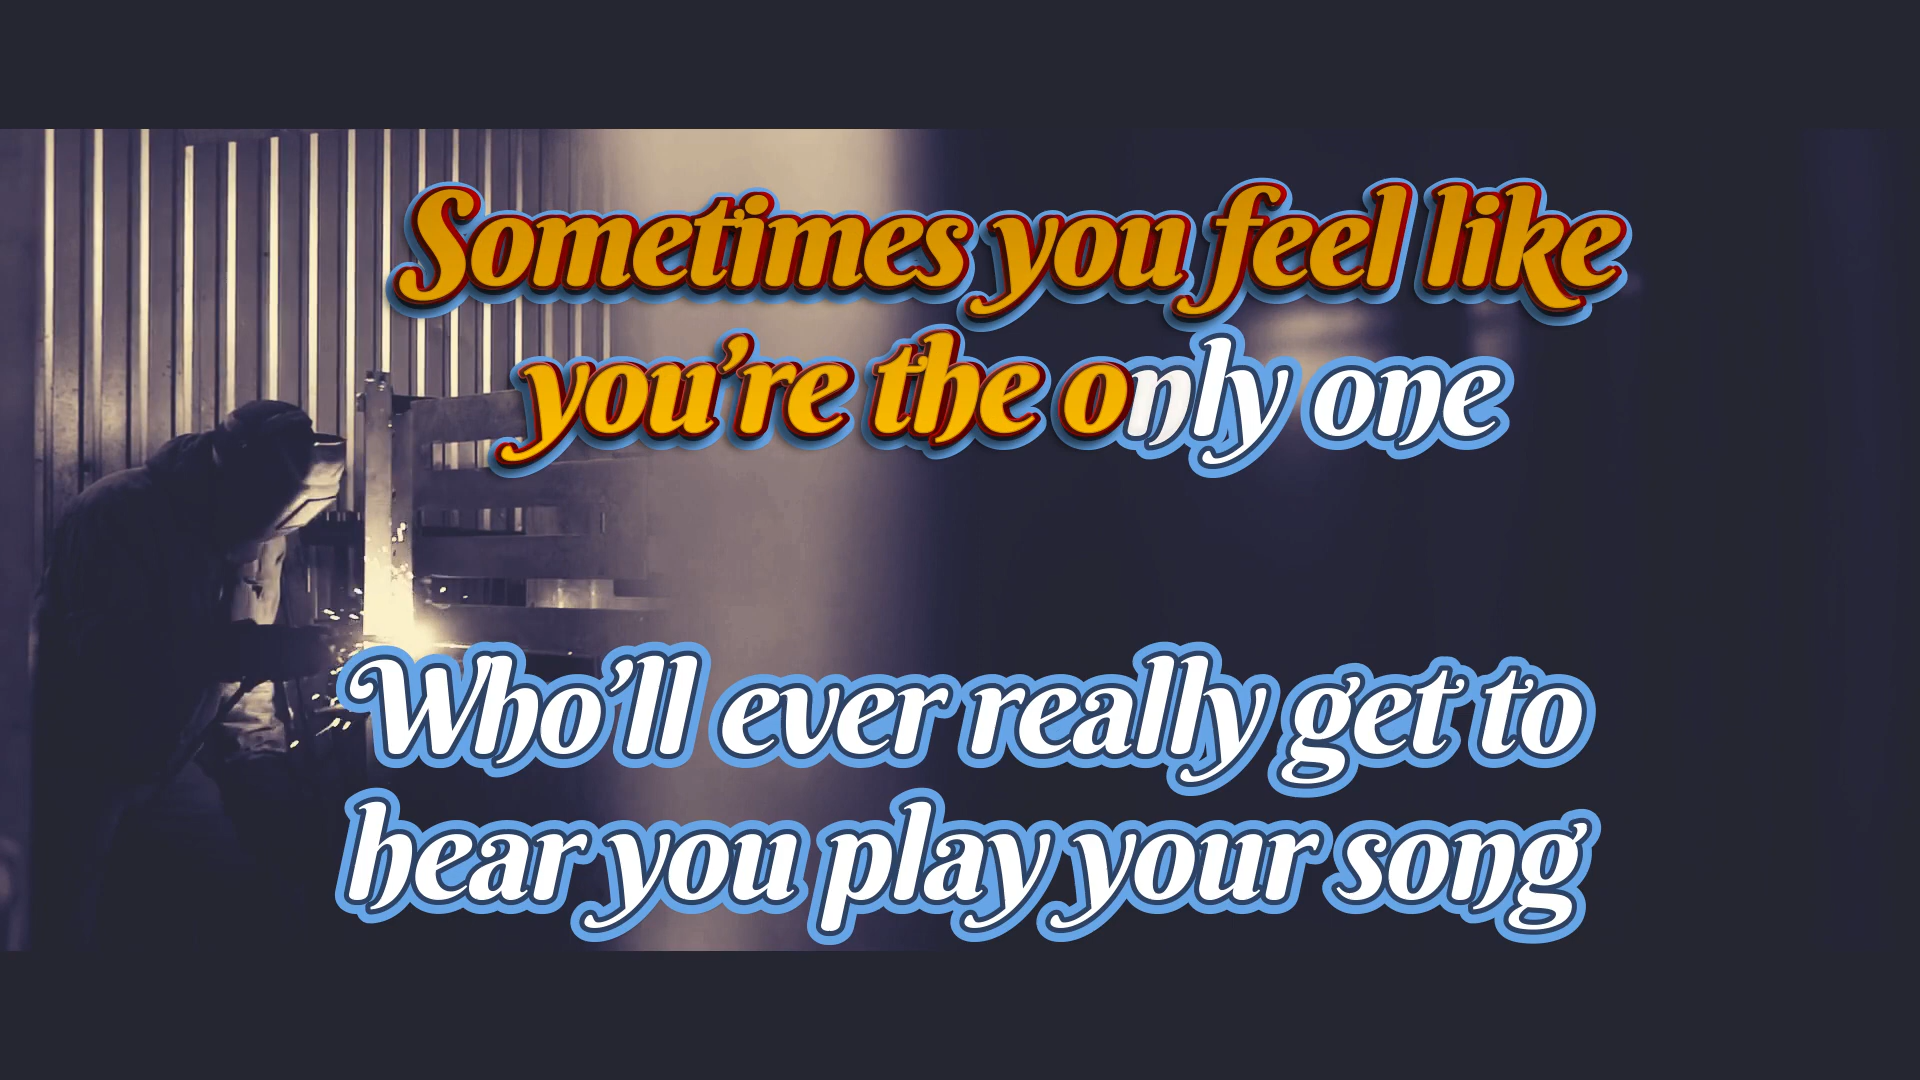 Sometimes you feel like
you're the only one
Who'll ever really get to
hear you play your song